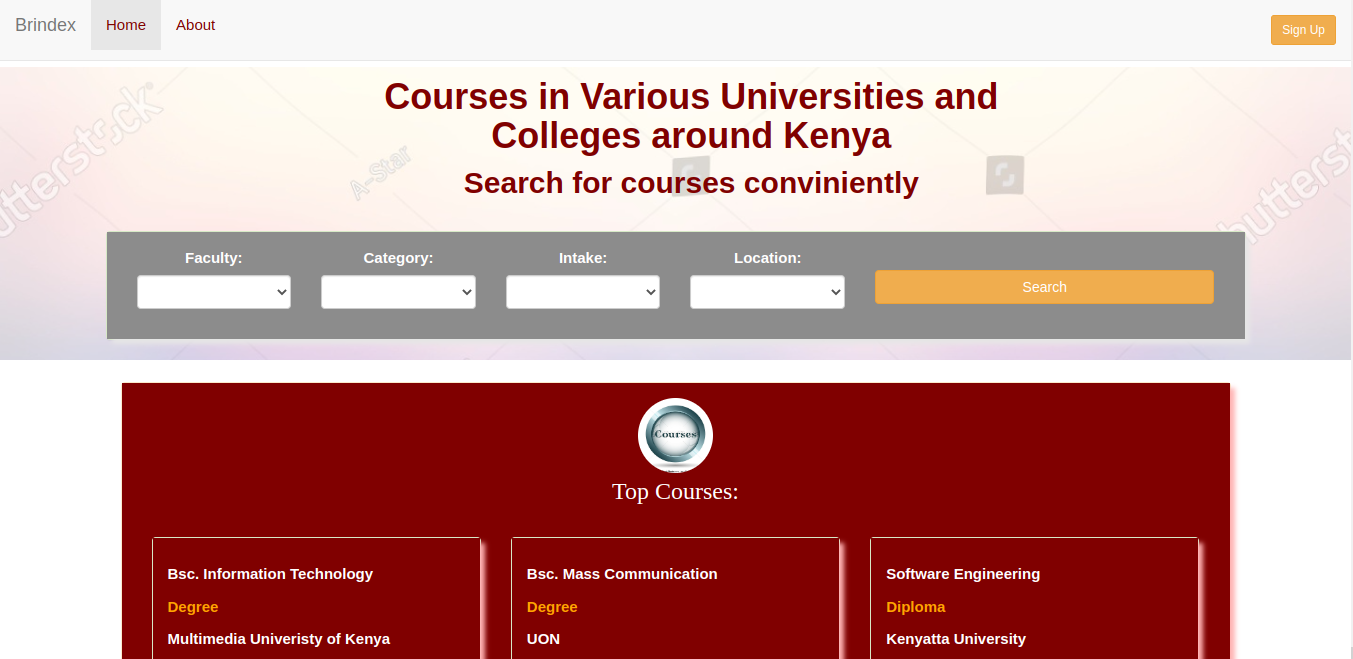 Brindex Home About Sign Up
shutterstock
Courses in Various Universities and
Colleges around Kenya
A-Star
Search for courses conviniently
Faculty: Category: Intake: Location:
Search
Courses
Top Courses:
Bsc. Information Technology Bsc. Mass Communication Software Engineering
Degree Degree Diploma
Multimedia Univeristy of Kenya UON Kenyatta University